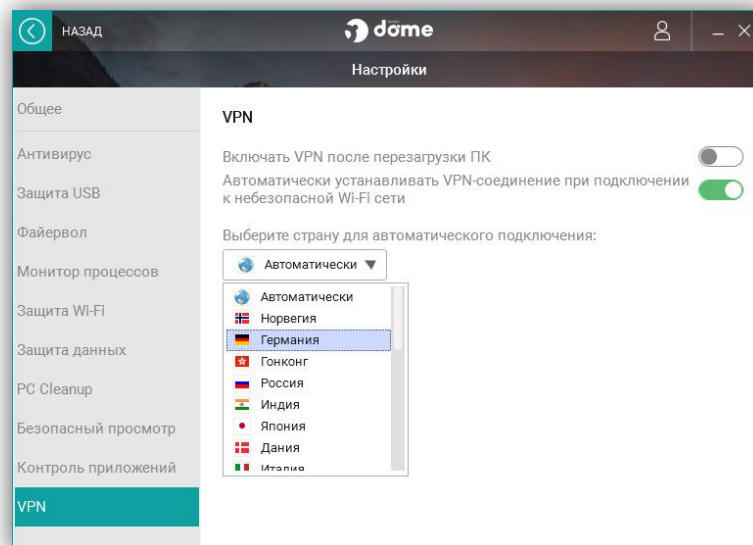 НАЗАД
dome
Настройки
Общее
Антивирус
Защита USB
Файервол
Монитор процессов
Защита Wi-Fi
Защита данных
PC Cleanup
Безопасный просмотр
Контроль приложений
VPN
VPN
Включать VPN после перезагрузки ПК
Автоматически устанавливать VPN-соединение при подключении
к небезопасной Wi-Fi сети
Выберите страну для автоматического подключения:
Автоматически
Автоматически
Норвегия
Германия
Гонконг
Россия
Индия
Япония
Дания
Италия